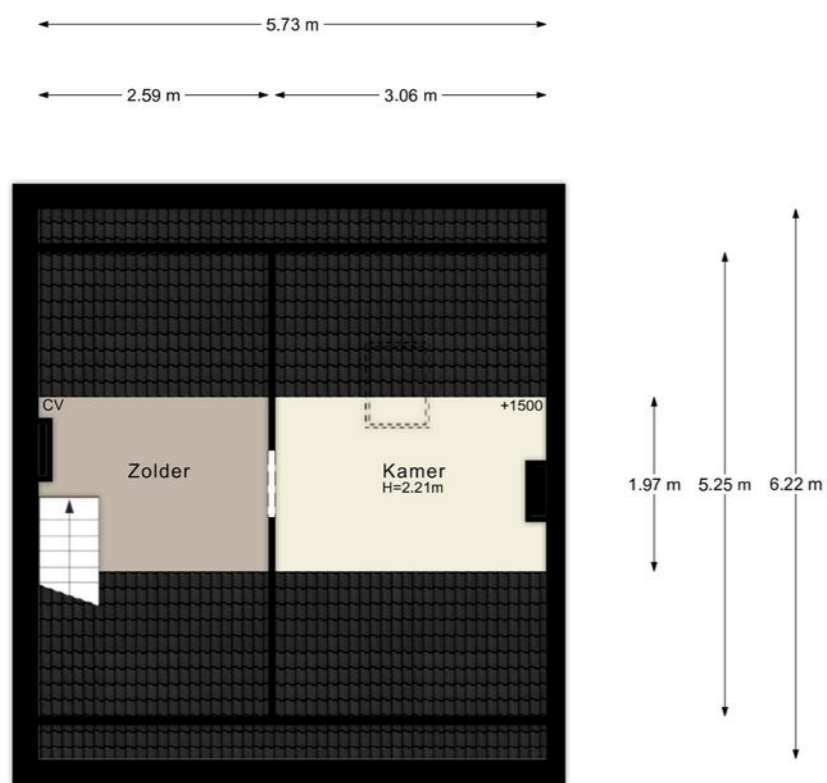 5.73 m
2.59 m
3.06 m
CV
+1500
Zolder
Kamer
H=2.21m
1.97 m
5.25 m
6.22 m